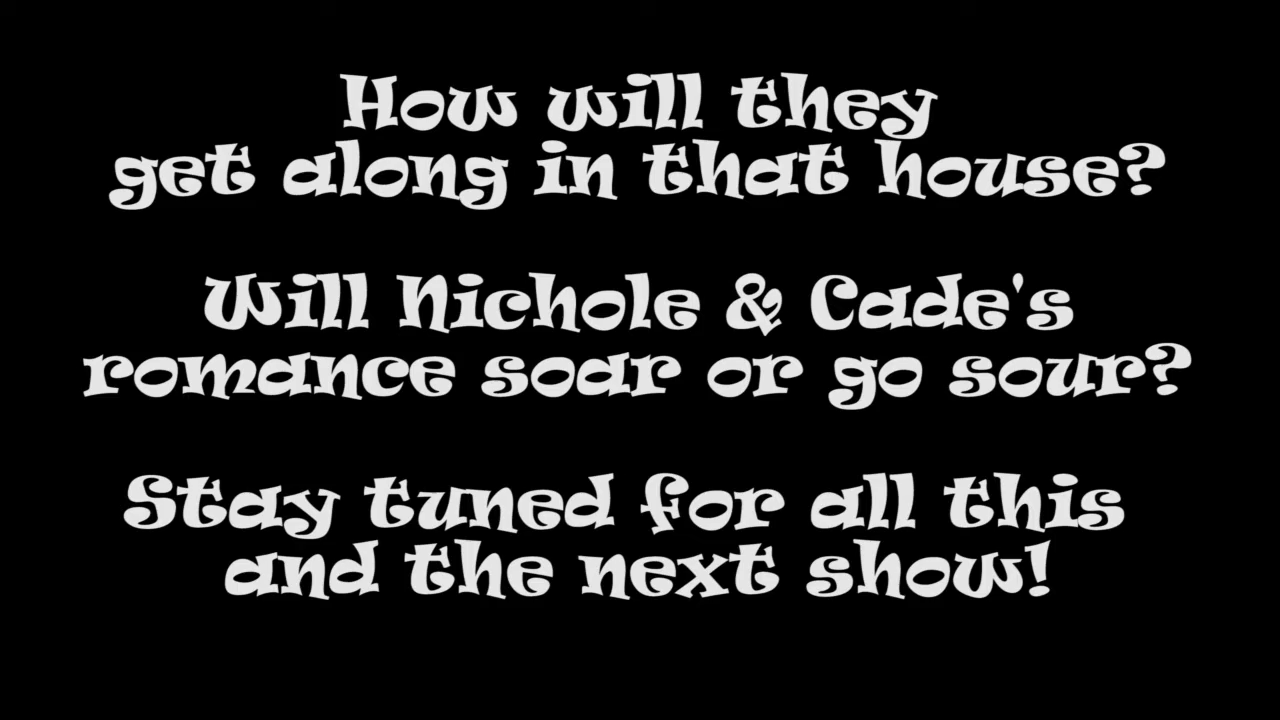 How will they
get along in that house?
Will Nichole & Cade's
romance soar or go sour?
Stay tuned for all this
and the next show!